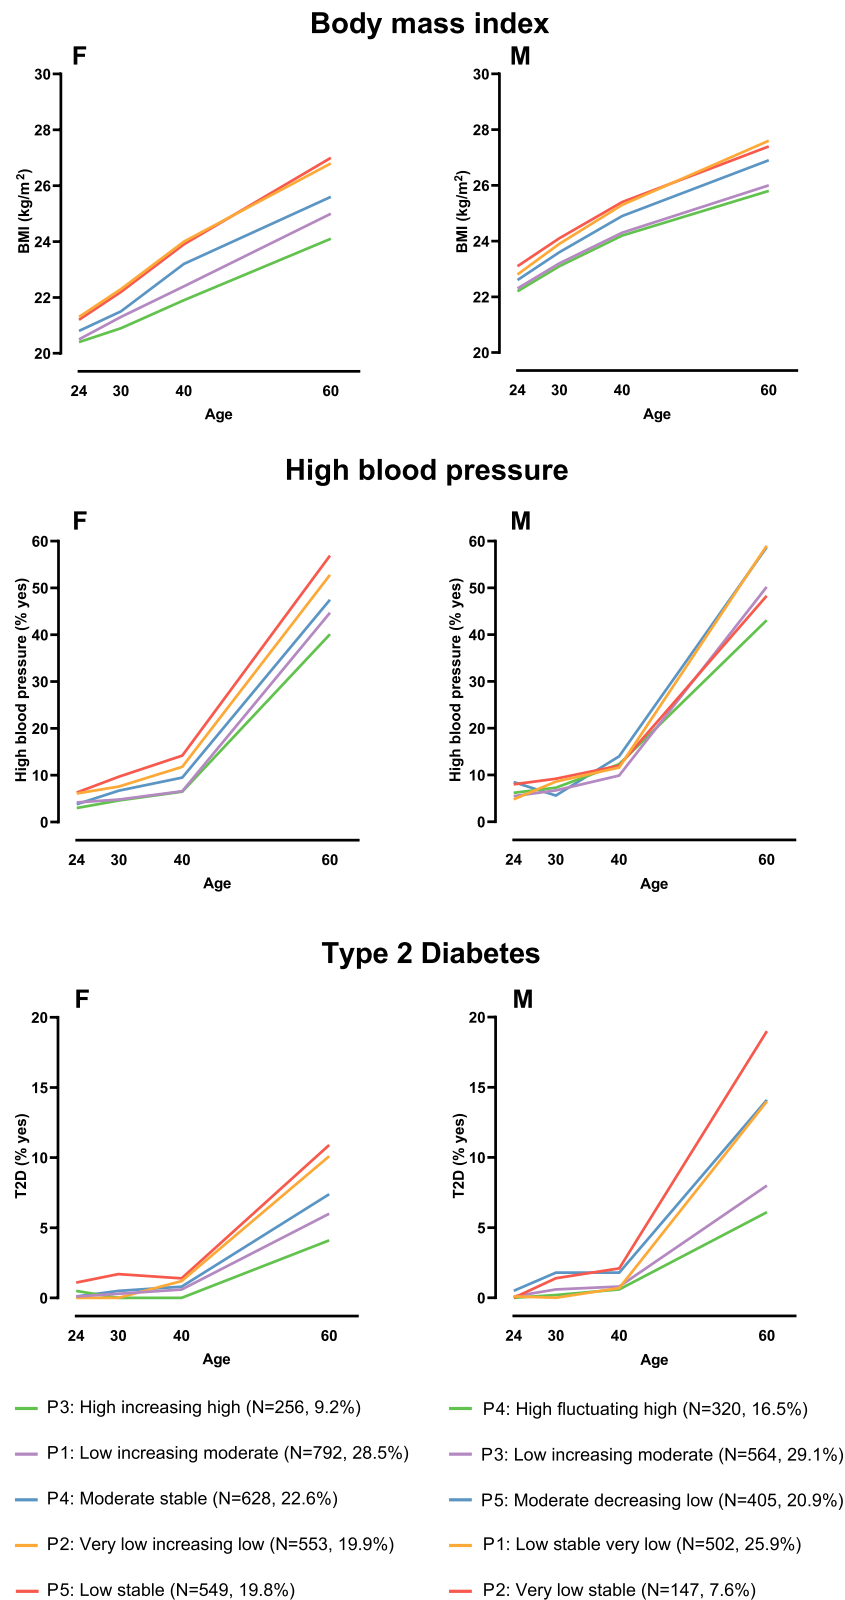 Body mass index
F
M
30
28
26
24
22
20
BMI (kg/m²)
24 30 40 60
Age
30
28
26
24
22
20
BMI (kg/m²)
24 30 40 60
Age
High blood pressure
F
M
60
50
40
30
20
10
0
High blood pressure (% yes)
24 30 40 60
Age
60
50
40
30
20
10
0
High blood pressure (% yes)
24 30 40 60
Age
Type 2 Diabetes
F
M
20
15
10
5
0
T2D (% yes)
24 30 40 60
Age
20
15
10
5
0
T2D (% yes)
24 30 40 60
Age
P3: High increasing high (N=256, 9.2%)
P1: Low increasing moderate (N=792, 28.5%)
P4: Moderate stable (N=628, 22.6%)
P2: Very low increasing low (N=553, 19.9%)
P5: Low stable (N=549, 19.8%)
P4: High fluctuating high (N=320, 16.5%)
P3: Low increasing moderate (N=564, 29.1%)
P5: Moderate decreasing low (N=405, 20.9%)
P1: Low stable very low (N=502, 25.9%)
P2: Very low stable (N=147, 7.6%)